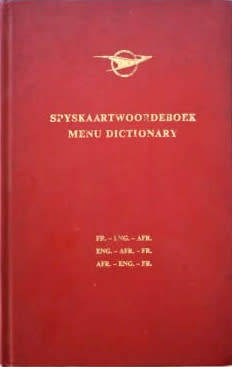 SPYSKAARTWOORDEBOEK
MENU DICTIONARY
FR. – ENG. – AFR.
ENG. – AFR. – FR.
AFR. – ENG. – FR.